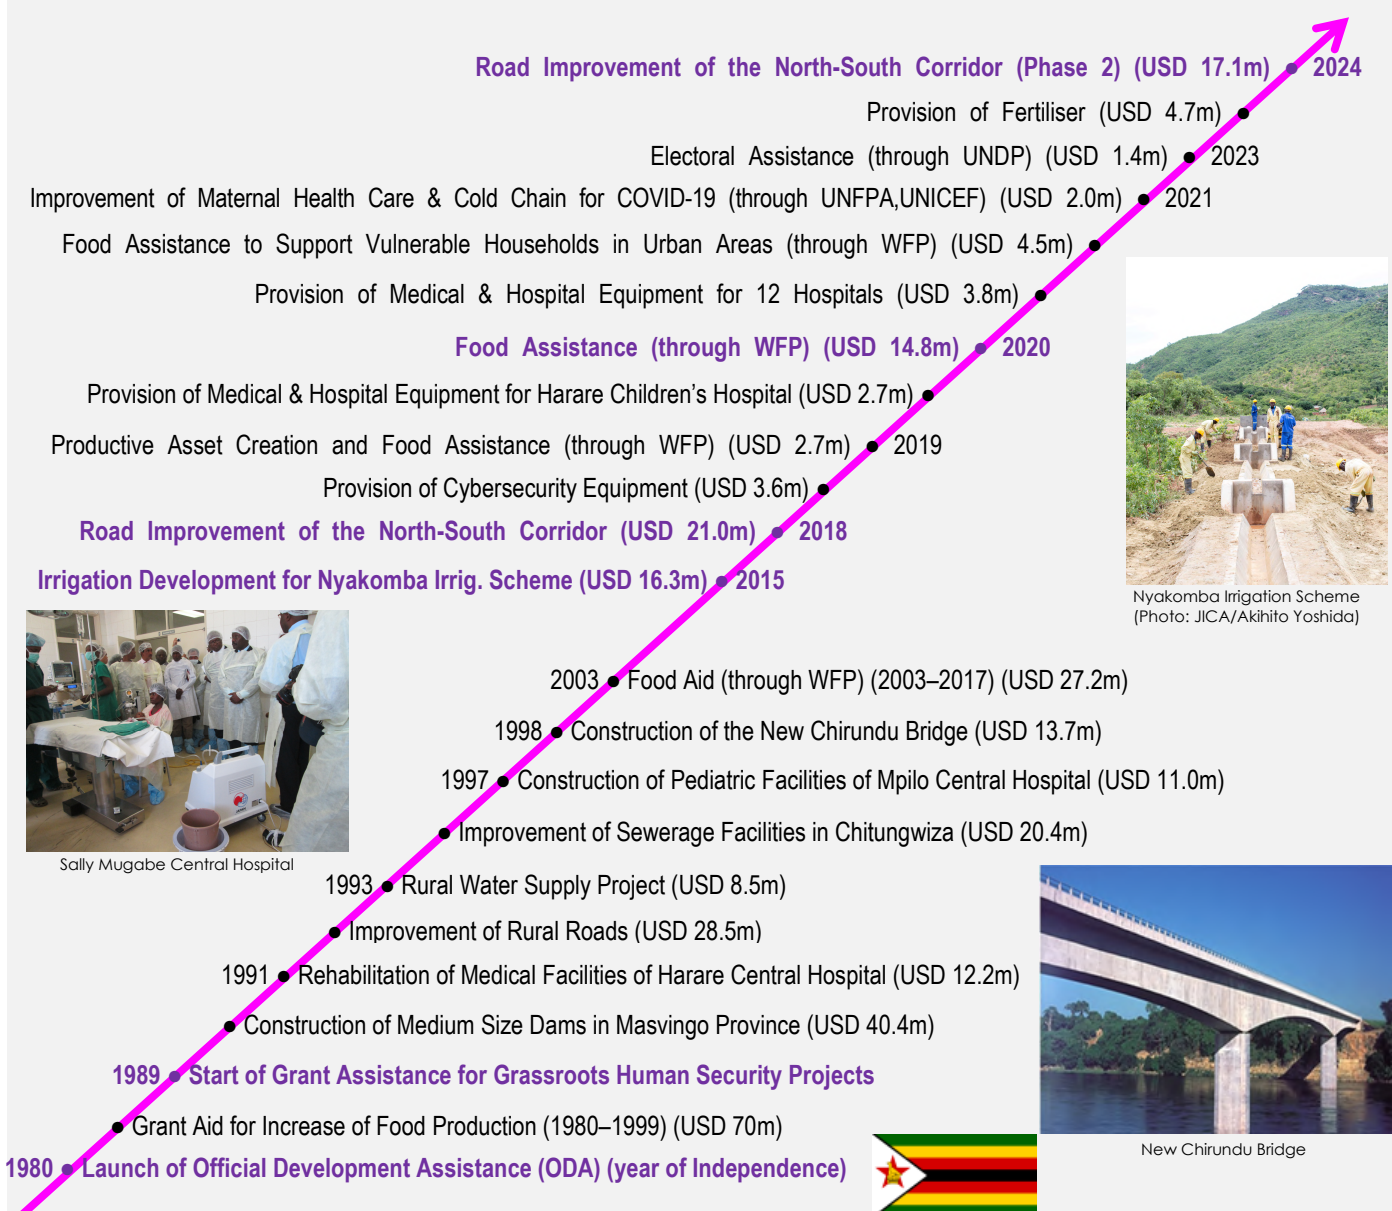 Road Improvement of the North-South Corridor (Phase 2) (USD 17.1m) 2024
Provision of Fertiliser (USD 4.7m)
Electoral Assistance (through UNDP) (USD 1.4m) 2023
Improvement of Maternal Health Care & Cold Chain for COVID-19 (through UNFPA,UNICEF) (USD 2.0m) 2021
Food Assistance to Support Vulnerable Households in Urban Areas (through WFP) (USD 4.5m)
Provision of Medical & Hospital Equipment for 12 Hospitals (USD 3.8m)
Food Assistance (through WFP) (USD 14.8m) 2020
Provision of Medical & Hospital Equipment for Harare Children’s Hospital (USD 2.7m)
Productive Asset Creation and Food Assistance (through WFP) (USD 2.7m) 2019
Provision of Cybersecurity Equipment (USD 3.6m)
Road Improvement of the North-South Corridor (USD 21.0m) 2018
Irrigation Development for Nyakomba Irrig. Scheme (USD 16.3m) 2015
Nyakomba Irrigation Scheme
(Photo: JICA/Akihito Yoshida)
2003 Food Aid (through WFP) (2003–2017) (USD 27.2m)
1998 Construction of the New Chirundu Bridge (USD 13.7m)
1997 Construction of Pediatric Facilities of Mpilo Central Hospital (USD 11.0m)
Improvement of Sewerage Facilities in Chitungwiza (USD 20.4m)
Sally Mugabe Central Hospital
1993 Rural Water Supply Project (USD 8.5m)
Improvement of Rural Roads (USD 28.5m)
1991 Rehabilitation of Medical Facilities of Harare Central Hospital (USD 12.2m)
Construction of Medium Size Dams in Masvingo Province (USD 40.4m)
1989 Start of Grant Assistance for Grassroots Human Security Projects
Grant Aid for Increase of Food Production (1980–1999) (USD 70m)
New Chirundu Bridge
1980 Launch of Official Development Assistance (ODA) (year of Independence)